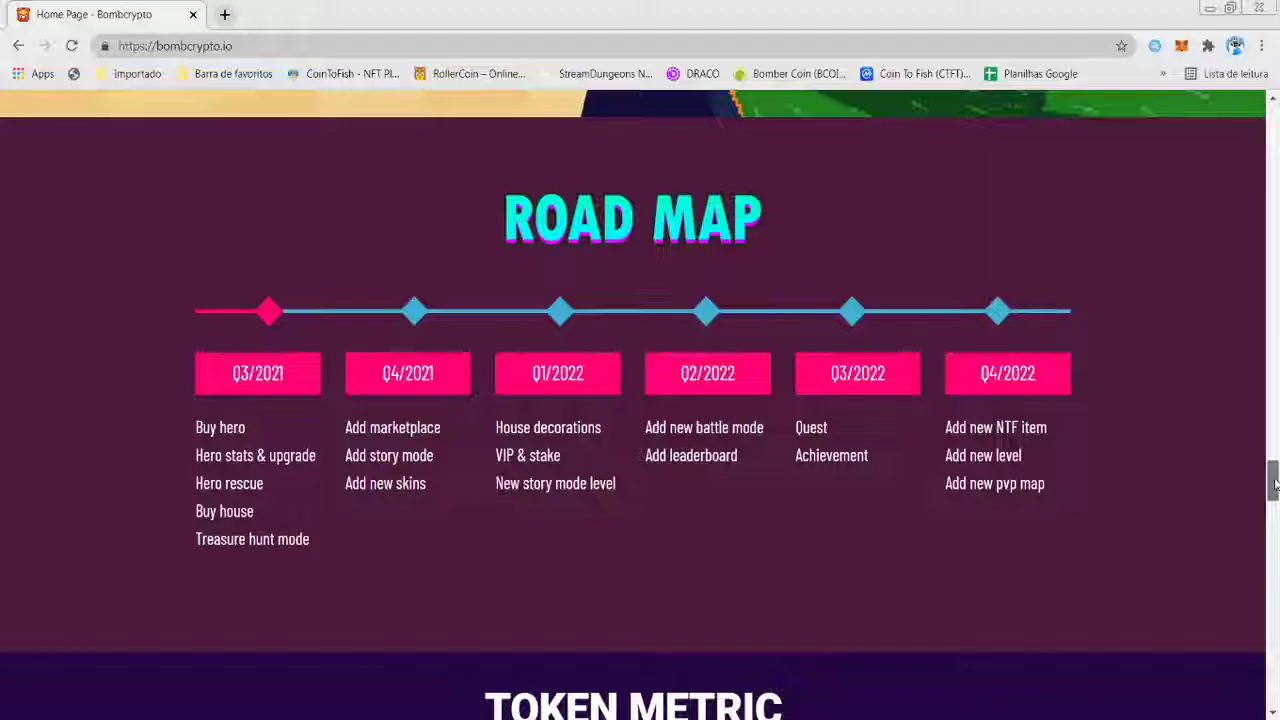 Home Page - Bombcrypto
https://bombcrypto.io
Apps
Importado
Barra de favoritos
CoinToFish - NFT Pl...
RollerCoin – Online...
StreamDungeons N...
DRACO
Bomber Coin (BCOI...
Coin To Fish (CTFT)...
Planilhas Google
»
Lista de leitura
ROAD MAP
Q3/2021
Q4/2021
Q1/2022
Q2/2022
Q3/2022
Q4/2022
Buy hero
Hero stats & upgrade
Hero rescue
Buy house
Treasure hunt mode
Add marketplace
Add story mode
Add new skins
House decorations
VIP & stake
New story mode level
Add new battle mode
Add leaderboard
Quest
Achievement
Add new NTF item
Add new level
Add new pvp map
TOKEN METRIC